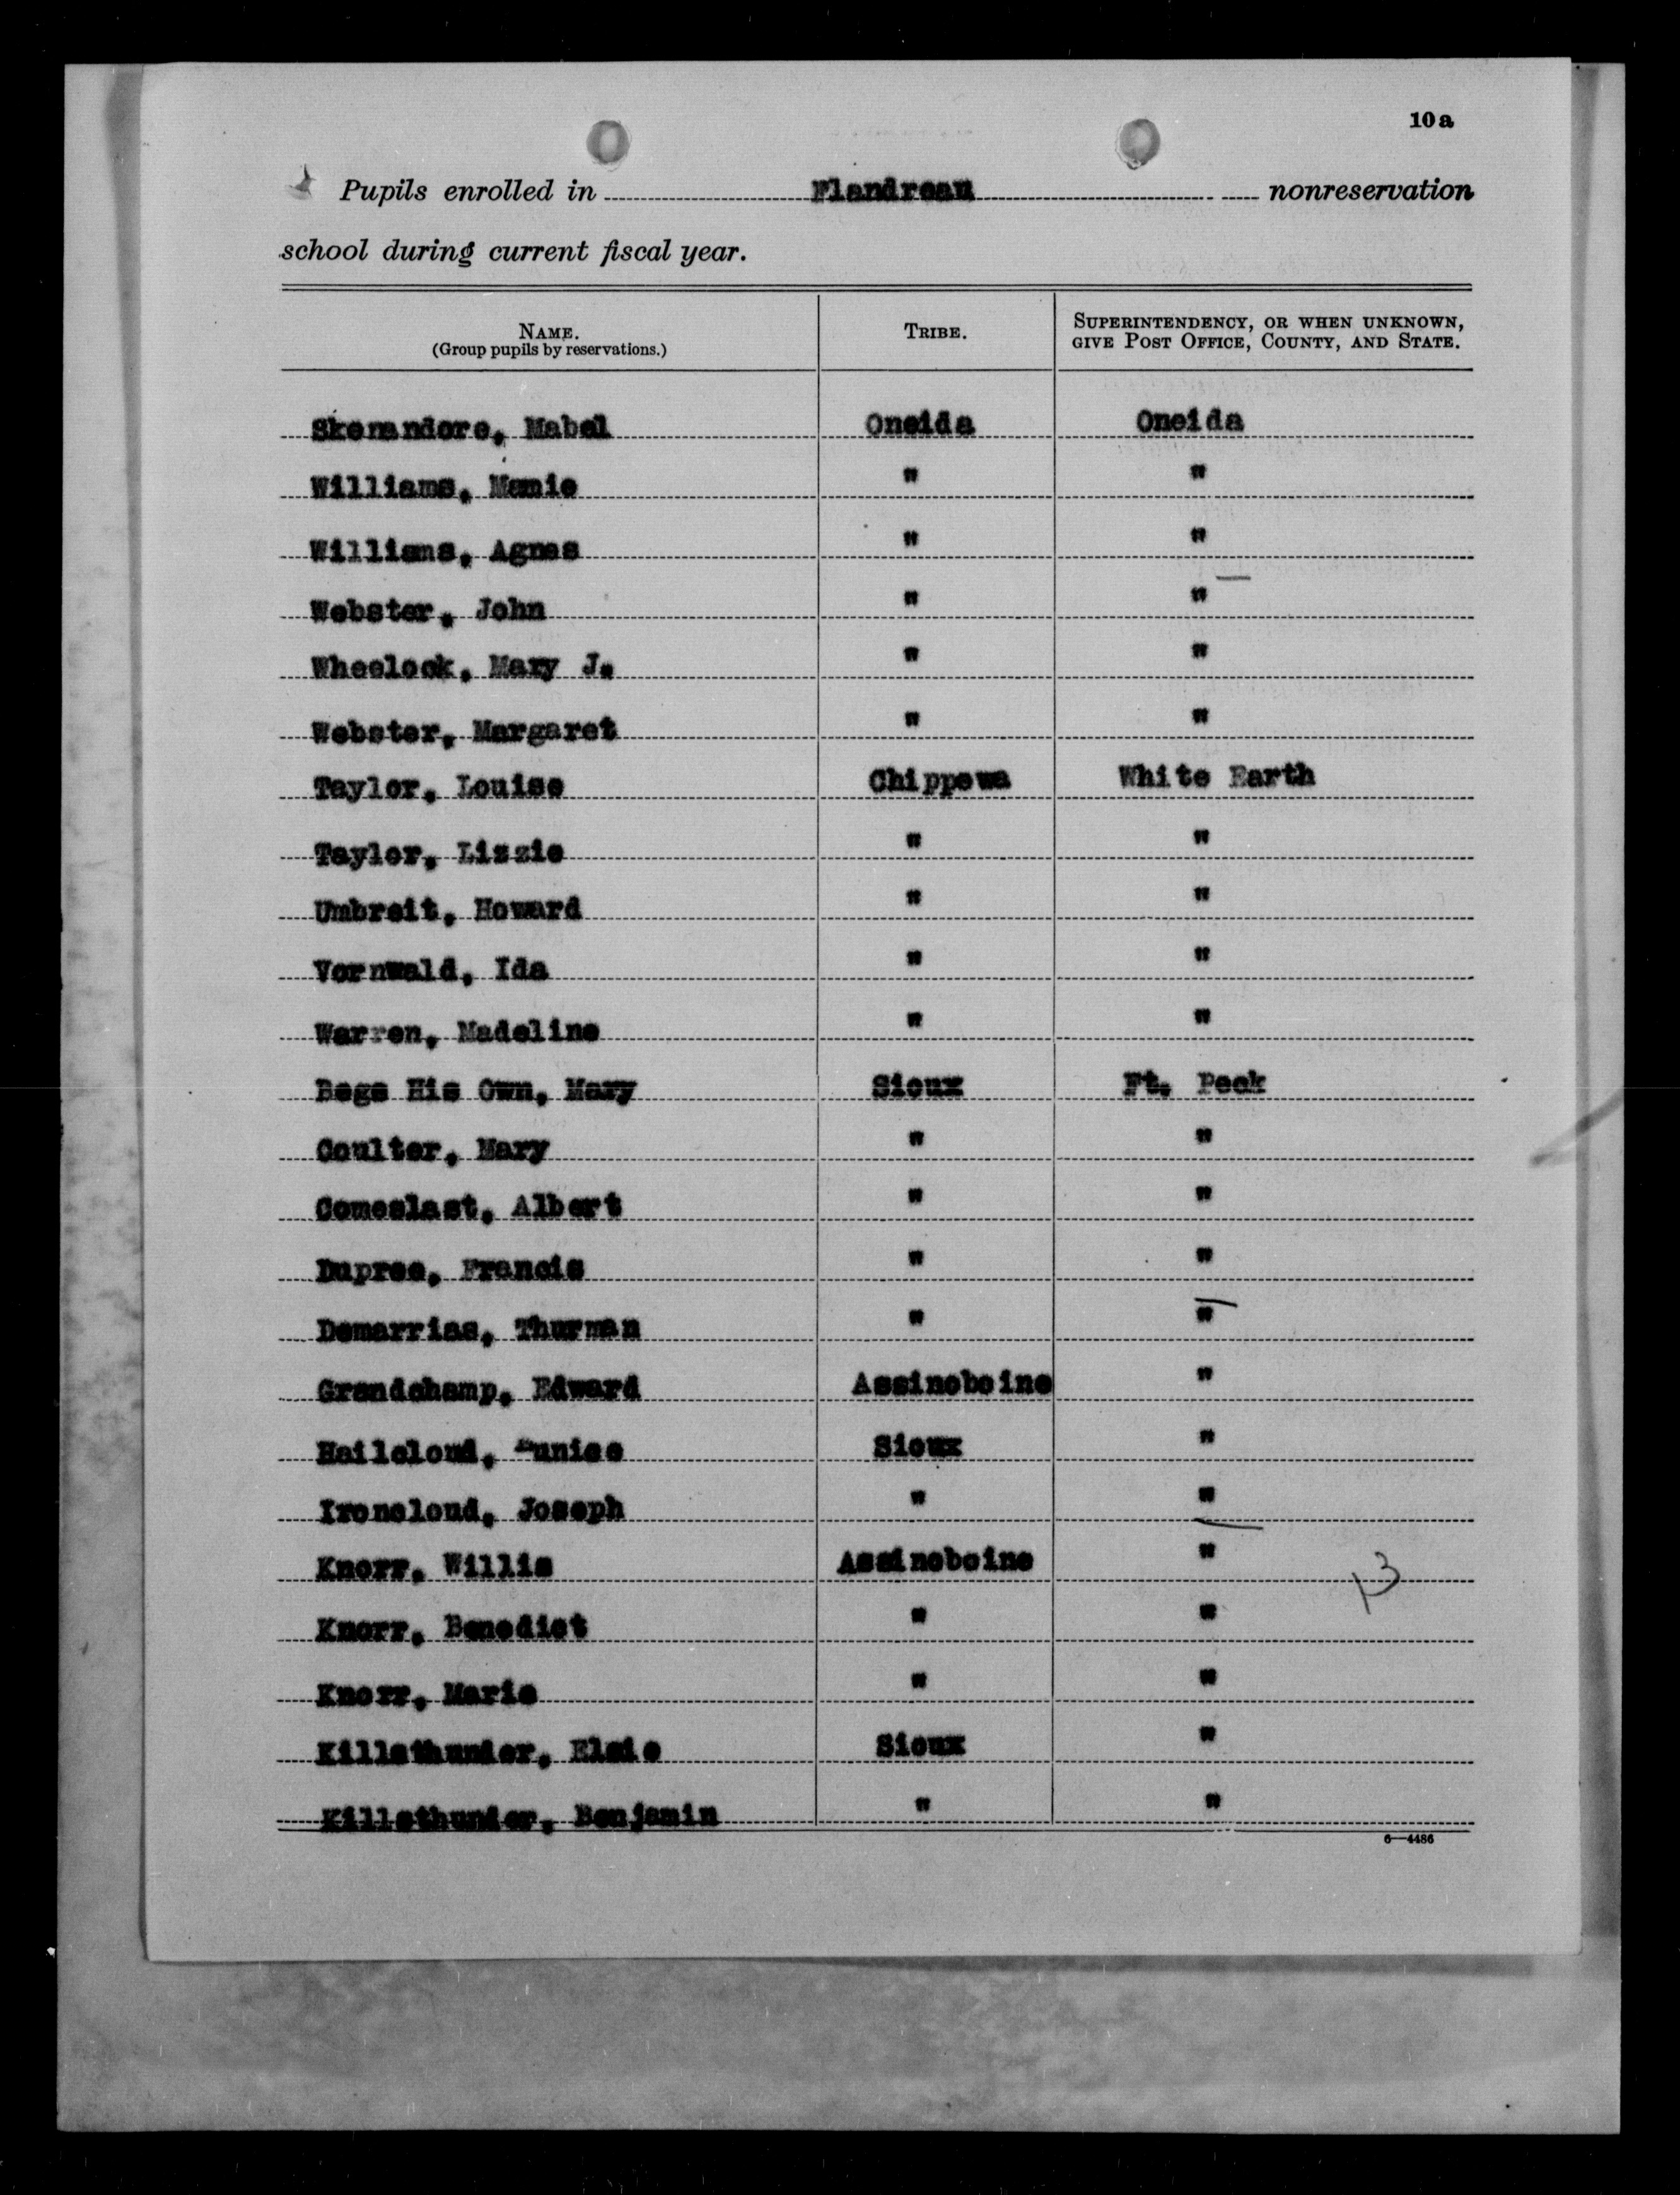 10a
Pupils enrolled in Flandreau nonreservation
school during current fiscal year.
NAME. TRIBE. SUPERINTENDENCY, OR WHEN UNKNOWN,
(Group pupils by reservations.) GIVE POST OFFICE, COUNTY, AND STATE.
Skenandore, Mabel Oneida Oneida
Williams, Mamie " "
Williams, Agnes " "
Webster, John " "
Wheelock, Mary J. " "
Webster, Margaret " "
Taylor, Louise Chippewa White Earth
Taylor, Lizzie " "
Umbreit, Howard " "
Vornwald, Ida " "
Warren, Madeline " "
Begs His Own, Mary Sioux Ft. Peck
Coulter, Mary " "
Comeslast, Albert " "
Dupree, Francis " "
Demarrias, Thurman " "
Grandchamp, Edward Assinoboine "
Hailcloud, Eunice Sioux "
Ironcloud, Joseph " "
Knorr, Willis Assinoboine "
13
Knorr, Benedict " "
Knorr, Marie " "
Killsthunder, Elsie Sioux "
Killsthunder, Benjamin " "
6—4486